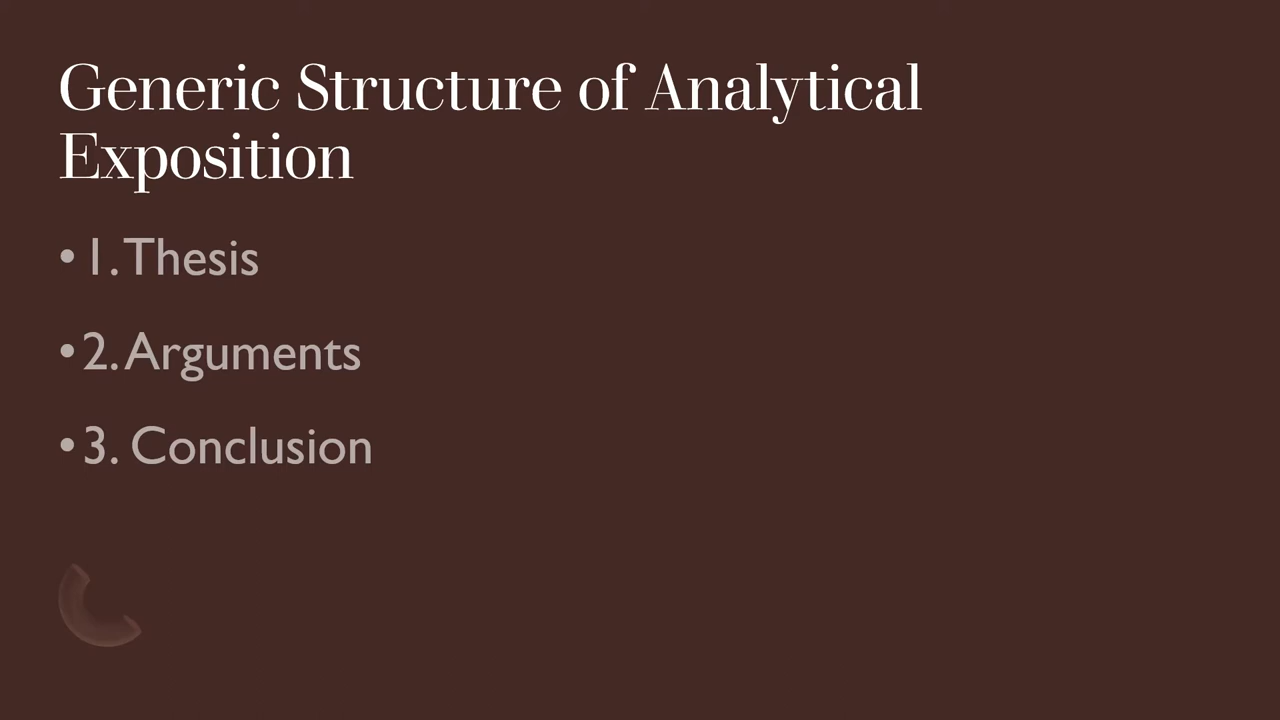 Generic Structure of Analytical
Exposition
• 1. Thesis
• 2. Arguments
• 3. Conclusion